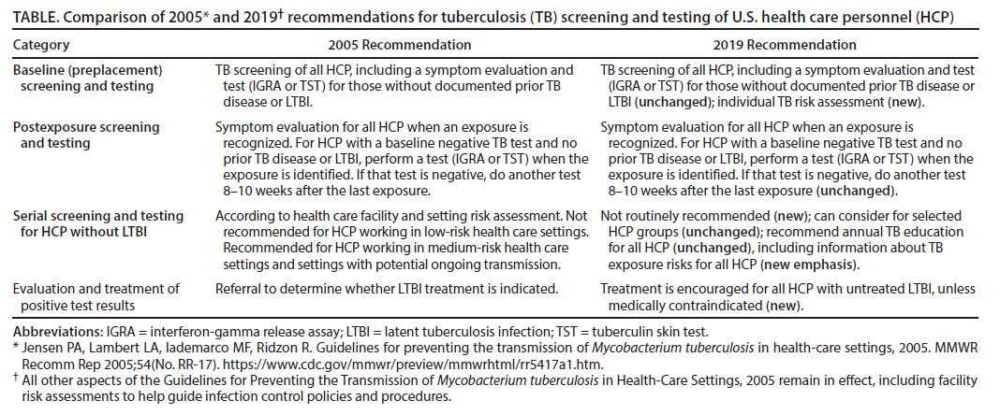 TABLE. Comparison of 2005* and 2019† recommendations for tuberculosis (TB) screening and testing of U.S. health care personnel (HCP)
Category 2005 Recommendation 2019 Recommendation
Baseline (preplacement) screening and testing
TB screening of all HCP, including a symptom evaluation and
test (IGRA or TST) for those without documented prior TB
disease or LTBI.
TB screening of all HCP, including a symptom evaluation and test
(IGRA or TST) for those without documented prior TB disease or
LTBI (unchanged); individual TB risk assessment (new).
Postexposure screening
and testing
Symptom evaluation for all HCP when an exposure is
recognized. For HCP with a baseline negative TB test and no
prior TB disease or LTBI, perform a test (IGRA or TST) when the
exposure is identified. If that test is negative, do another test
8–10 weeks after the last exposure.
Symptom evaluation for all HCP when an exposure is
recognized. For HCP with a baseline negative TB test and no
prior TB disease or LTBI, perform a test (IGRA or TST) when the
exposure is identified. If that test is negative, do another test
8–10 weeks after the last exposure (unchanged).
Serial screening and testing
for HCP without LTBI
According to health care facility and setting risk assessment. Not
recommended for HCP working in low-risk health care settings.
Recommended for HCP working in medium-risk health care
settings and settings with potential ongoing transmission.
Not routinely recommended (new); can consider for selected
HCP groups (unchanged); recommend annual TB education
for all HCP (unchanged), including information about TB
exposure risks for all HCP (new emphasis).
Evaluation and treatment of
positive test results
Referral to determine whether LTBI treatment is indicated.
Treatment is encouraged for all HCP with untreated LTBI, unless
medically contraindicated (new).
Abbreviations: IGRA = interferon-gamma release assay; LTBI = latent tuberculosis infection; TST = tuberculin skin test.
* Jensen PA, Lambert LA, Iademarco MF, Ridzon R. Guidelines for preventing the transmission of Mycobacterium tuberculosis in health-care settings, 2005. MMWR
Recomm Rep 2005;54(No. RR-17). https://www.cdc.gov/mmwr/preview/mmwrhtml/rr5417a1.htm.
† All other aspects of the Guidelines for Preventing the Transmission of Mycobacterium tuberculosis in Health-Care Settings, 2005 remain in effect, including facility
risk assessments to help guide infection control policies and procedures.